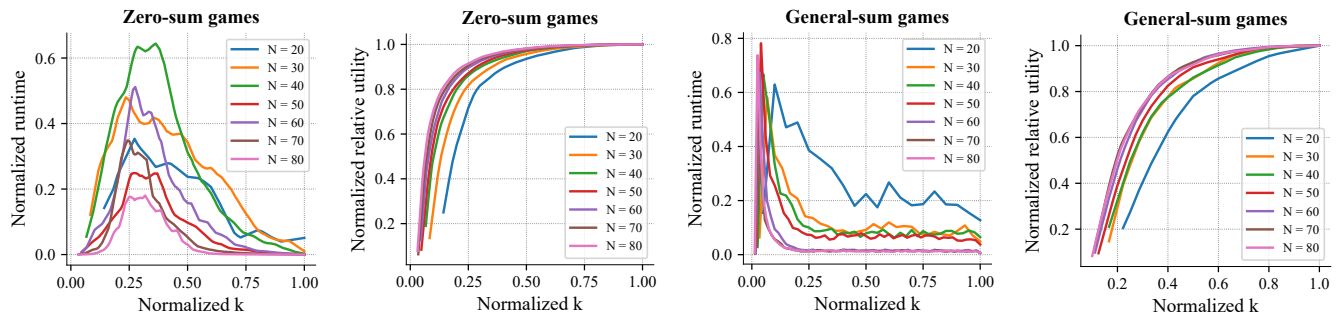 Zero-sum games
Normalized runtime
0.6
0.4
0.2
0.0
N = 20
N = 30
N = 40
N = 50
N = 60
N = 70
N = 80
0.00 0.25 0.50 0.75 1.00
Normalized k
Zero-sum games
Normalized relative utility
1.0
0.8
0.6
0.4
0.2
N = 20
N = 30
N = 40
N = 50
N = 60
N = 70
N = 80
0.00 0.25 0.50 0.75 1.00
Normalized k
General-sum games
Normalized runtime
0.8
0.6
0.4
0.2
0.0
N = 20
N = 30
N = 40
N = 50
N = 60
N = 70
N = 80
0.00 0.25 0.50 0.75 1.00
Normalized k
General-sum games
Normalized relative utility
1.0
0.8
0.6
0.4
0.2
N = 20
N = 30
N = 40
N = 50
N = 60
N = 70
N = 80
0.2 0.4 0.6 0.8 1.0
Normalized k